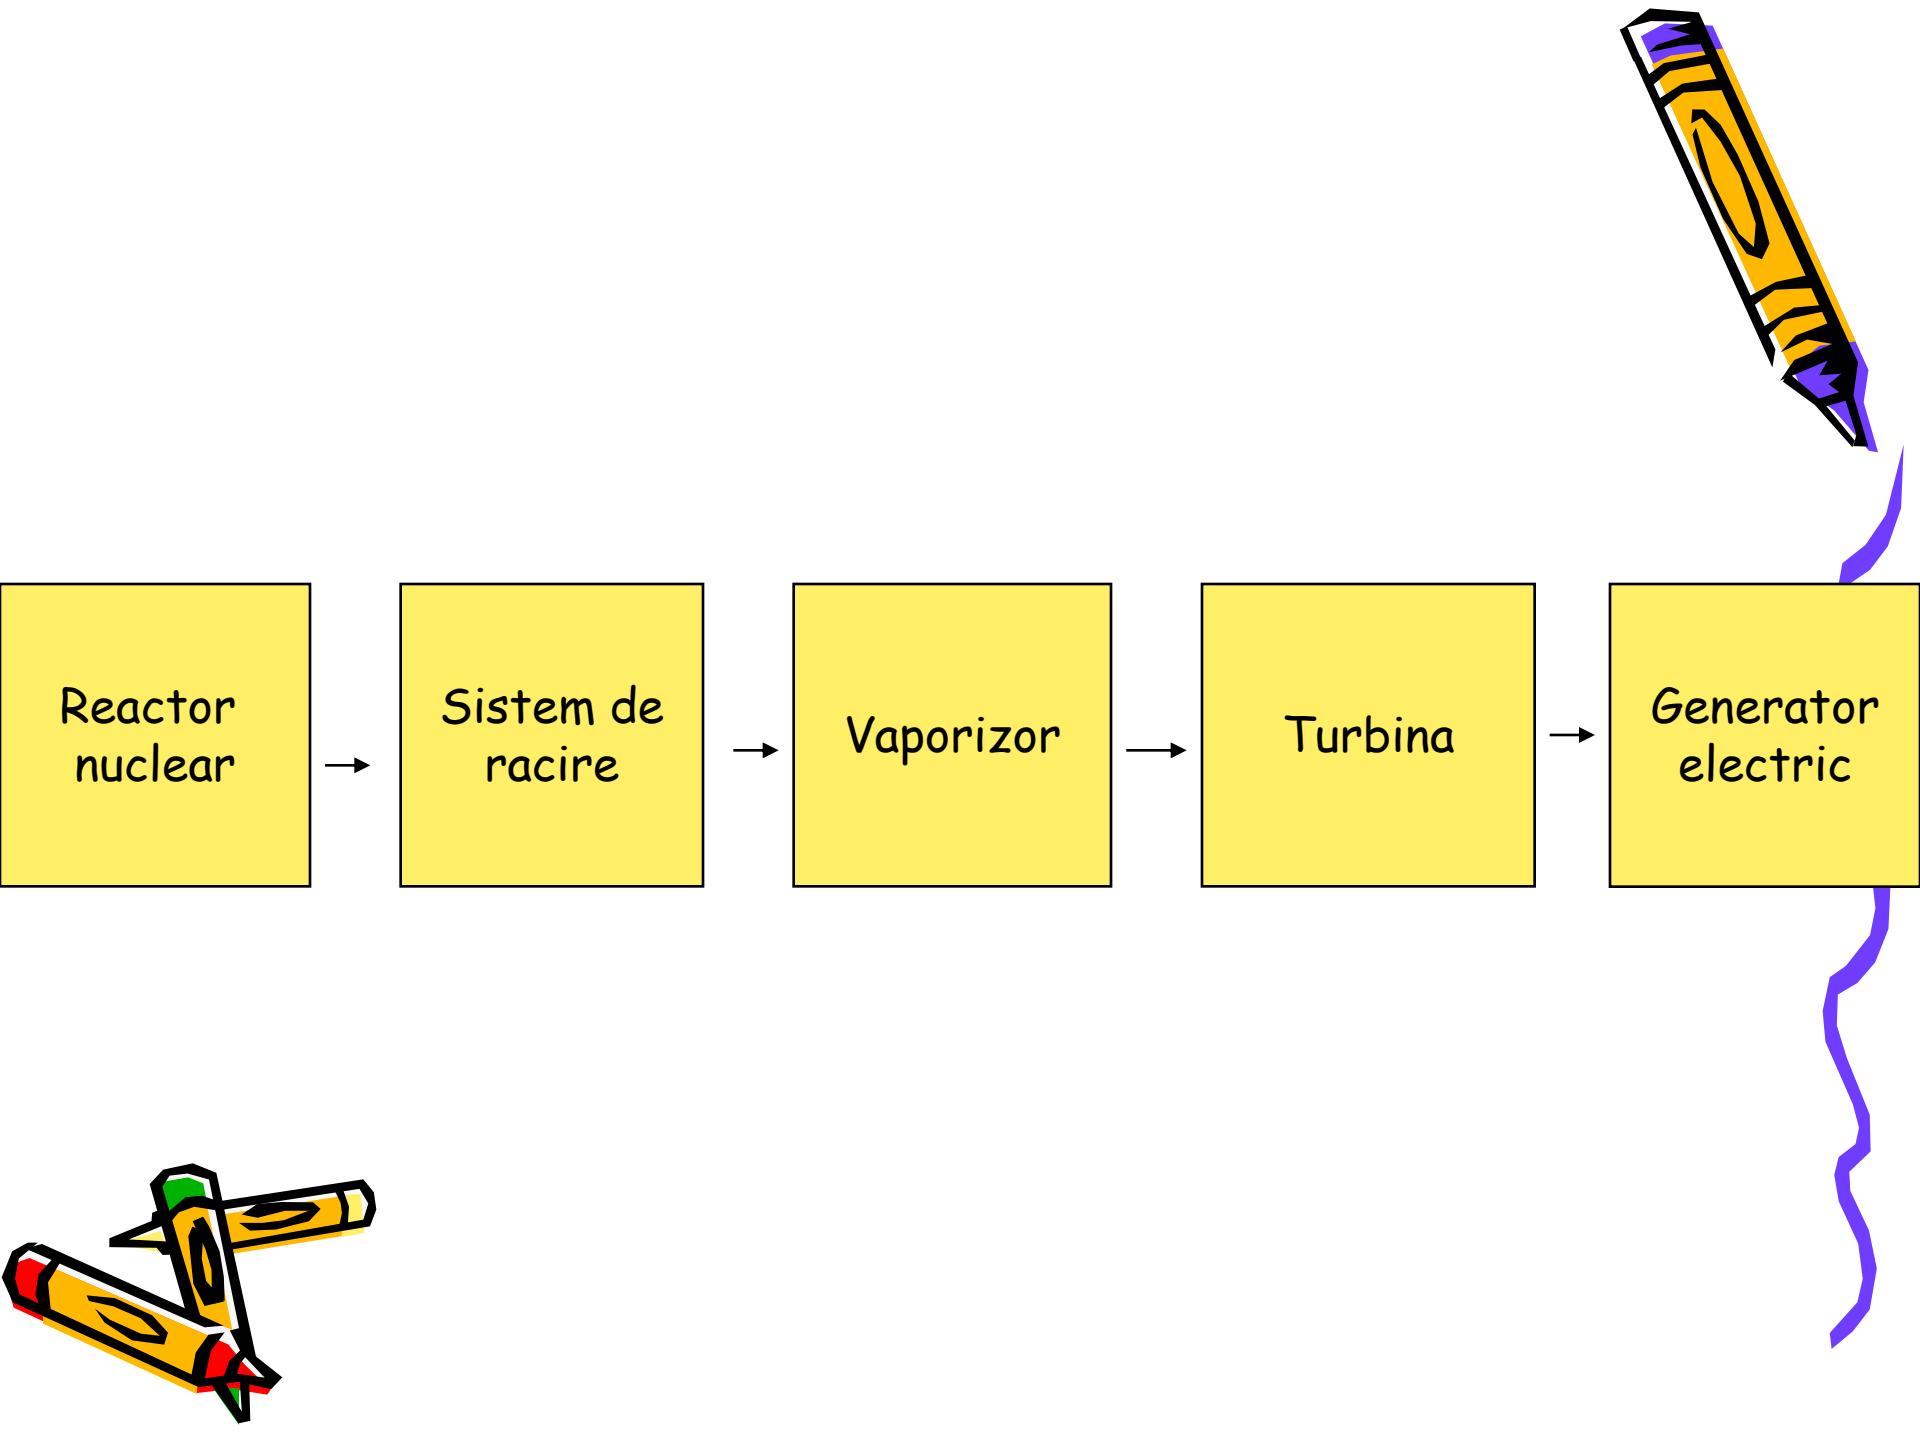 Reactor
nuclear
Sistem de
racire
Vaporizor
Turbina
Generator
electric